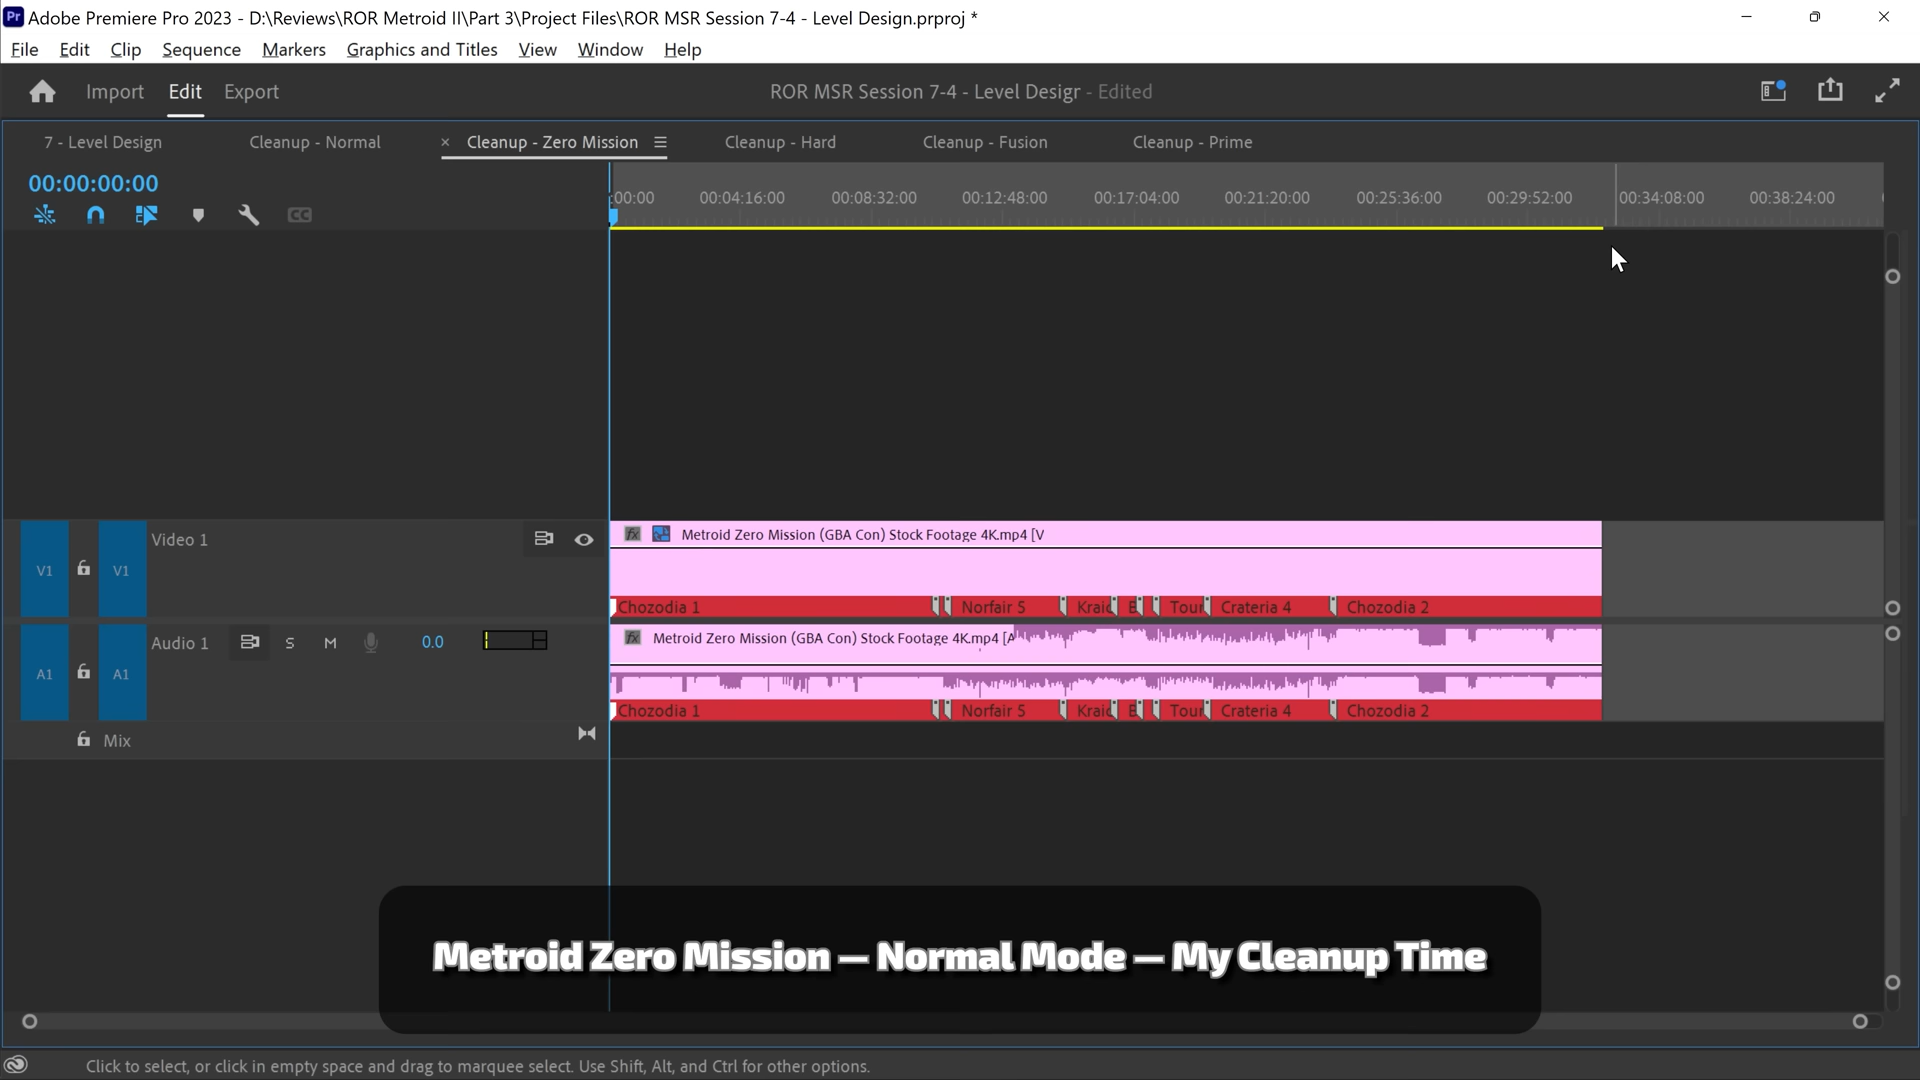 Pr Adobe Premiere Pro 2023 - D:\Reviews\ROR Metroid II\Part 3\Project Files\ROR MSR Session 7-4 - Level Design.prproj *
File Edit Clip Sequence Markers Graphics and Titles View Window Help
Import Edit Export ROR MSR Session 7-4 - Level Desigr - Edited
7 - Level Design Cleanup - Normal × Cleanup - Zero Mission Cleanup - Hard Cleanup - Fusion Cleanup - Prime
00:00:00:00
:00:00 00:04:16:00 00:08:32:00 00:12:48:00 00:17:04:00 00:21:20:00 00:25:36:00 00:29:52:00 00:34:08:00 00:38:24:00
CC
Video 1 fx Metroid Zero Mission (GBA Con) Stock Footage 4K.mp4 [V
V1 V1
Chozodia 1 Norfair 5 Kraid B Tour Crateria 4 Chozodia 2
Audio 1 S M 0.0 fx Metroid Zero Mission (GBA Con) Stock Footage 4K.mp4 [A
A1 A1
Chozodia 1 Norfair 5 Kraid B Tour Crateria 4 Chozodia 2
Mix
Metroid Zero Mission — Normal Mode — My Cleanup Time
Click to select, or click in empty space and drag to marquee select. Use Shift, Alt, and Ctrl for other options.